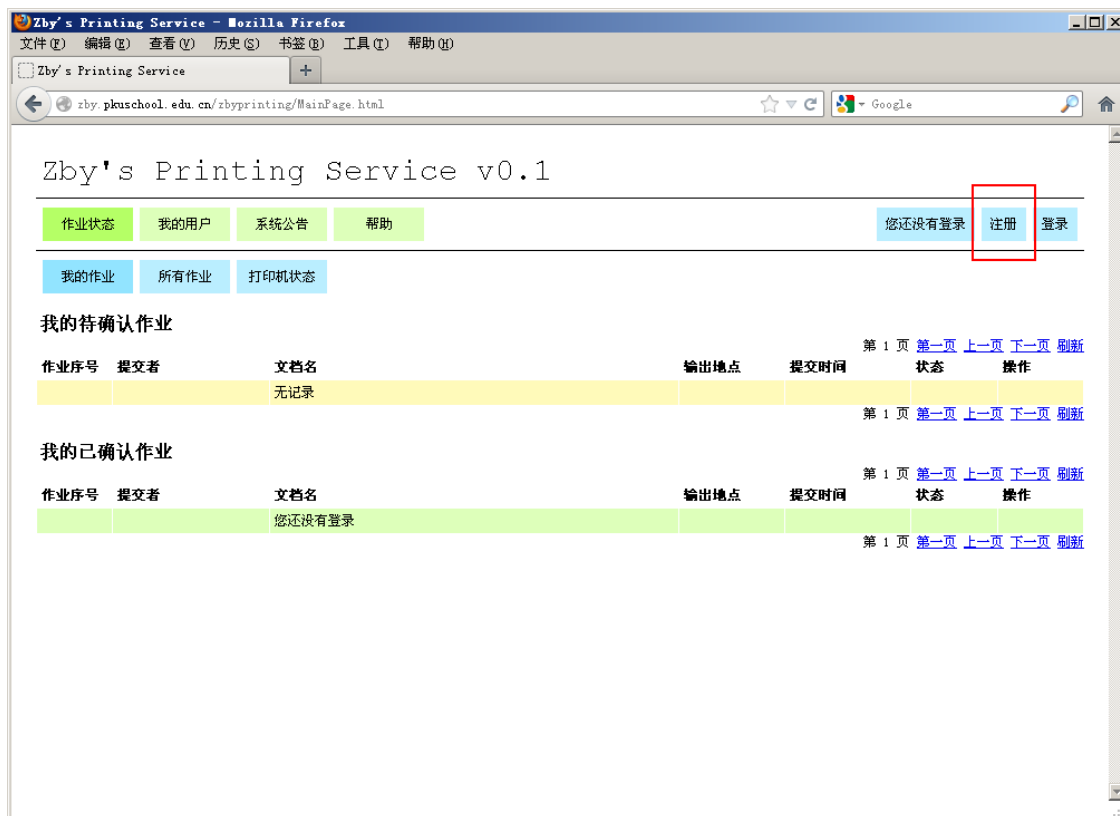 Zby's Printing Service - Mozilla Firefox
文件(F) 编辑(E) 查看(V) 历史(S) 书签(B) 工具(T) 帮助(H)
Zby's Printing Service +
zby.pkuschool.edu.cn/zbyprinting/MainPage.html Google
Zby's Printing Service v0.1
作业状态 我的用户 系统公告 帮助 您还没有登录 注册 登录
我的作业 所有作业 打印机状态
我的待确认作业
第 1 页 第一页 上一页 下一页 刷新
作业序号 提交者 文档名 输出地点 提交时间 状态 操作
无记录
第 1 页 第一页 上一页 下一页 刷新
我的已确认作业
第 1 页 第一页 上一页 下一页 刷新
作业序号 提交者 文档名 输出地点 提交时间 状态 操作
您还没有登录
第 1 页 第一页 上一页 下一页 刷新